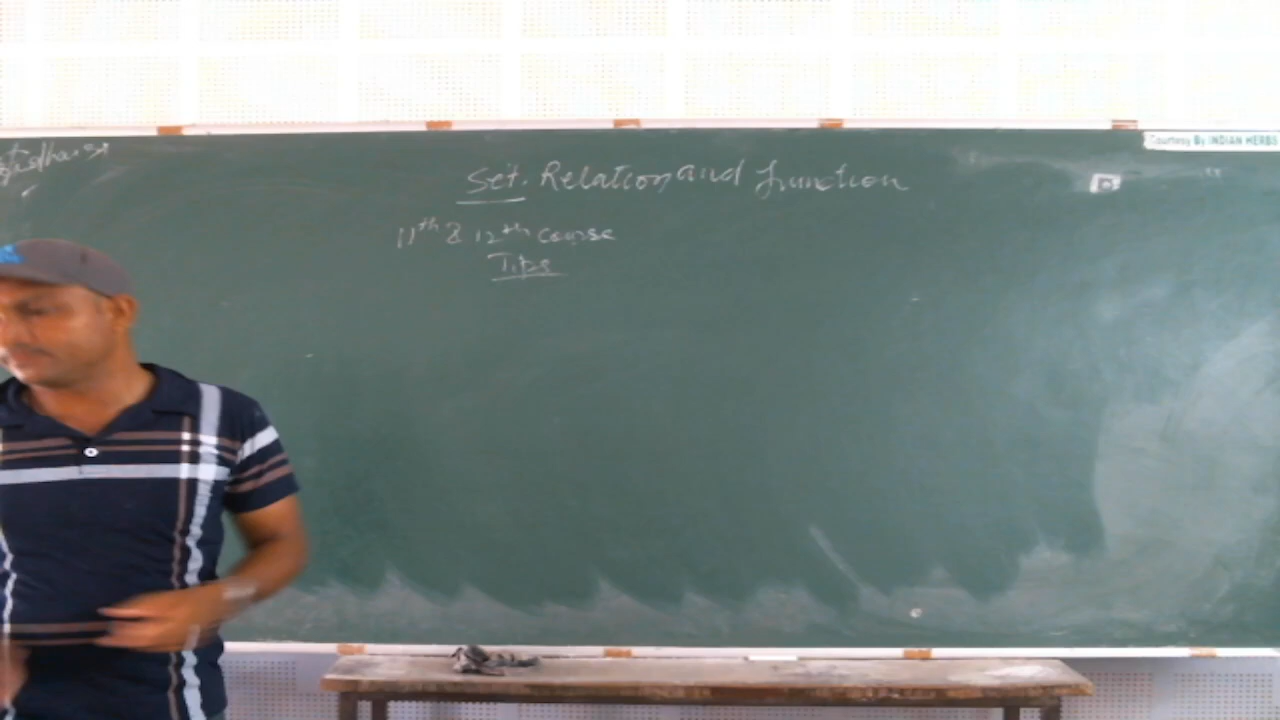 Courtesy By INDIAN HERBS
Set. Relation and function
11th & 12th course
Tips